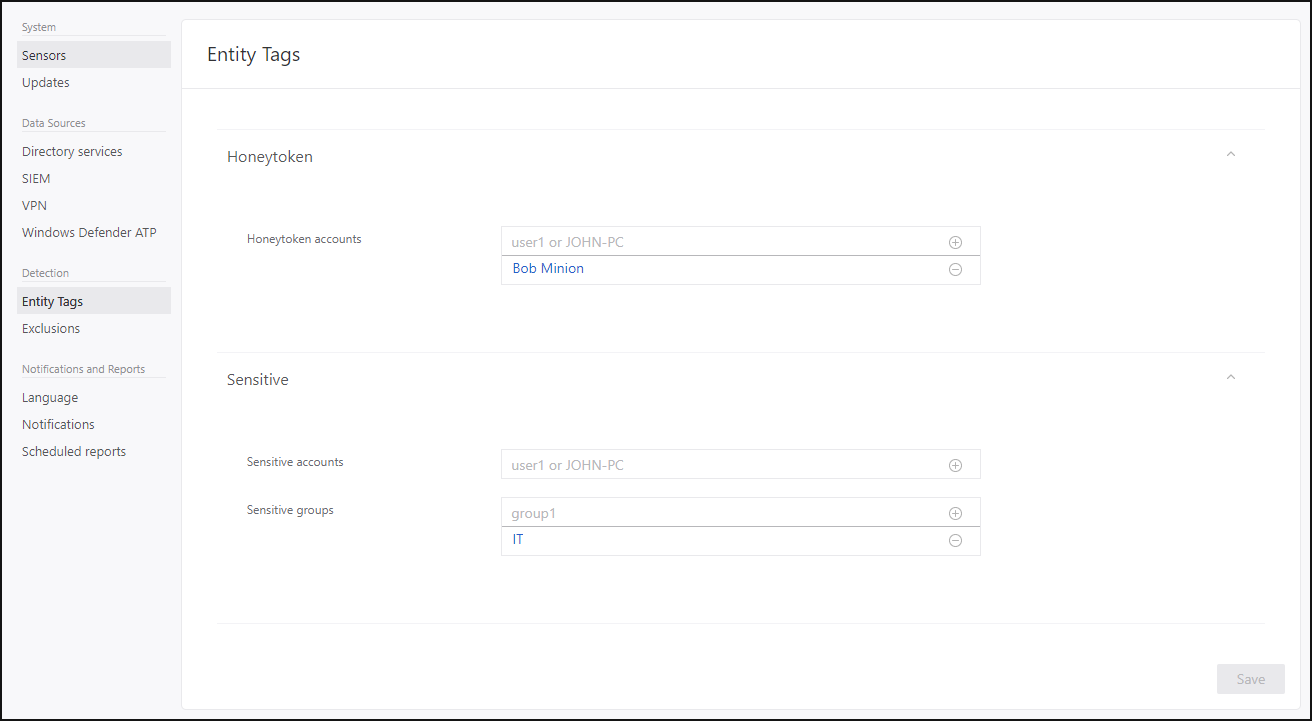 System
Sensors
Updates
Data Sources
Directory services
SIEM
VPN
Windows Defender ATP
Detection
Entity Tags
Exclusions
Notifications and Reports
Language
Notifications
Scheduled reports
Entity Tags
Honeytoken
Honeytoken accounts
user1 or JOHN-PC
Bob Minion
Sensitive
Sensitive accounts
user1 or JOHN-PC
Sensitive groups
group1
IT
Save